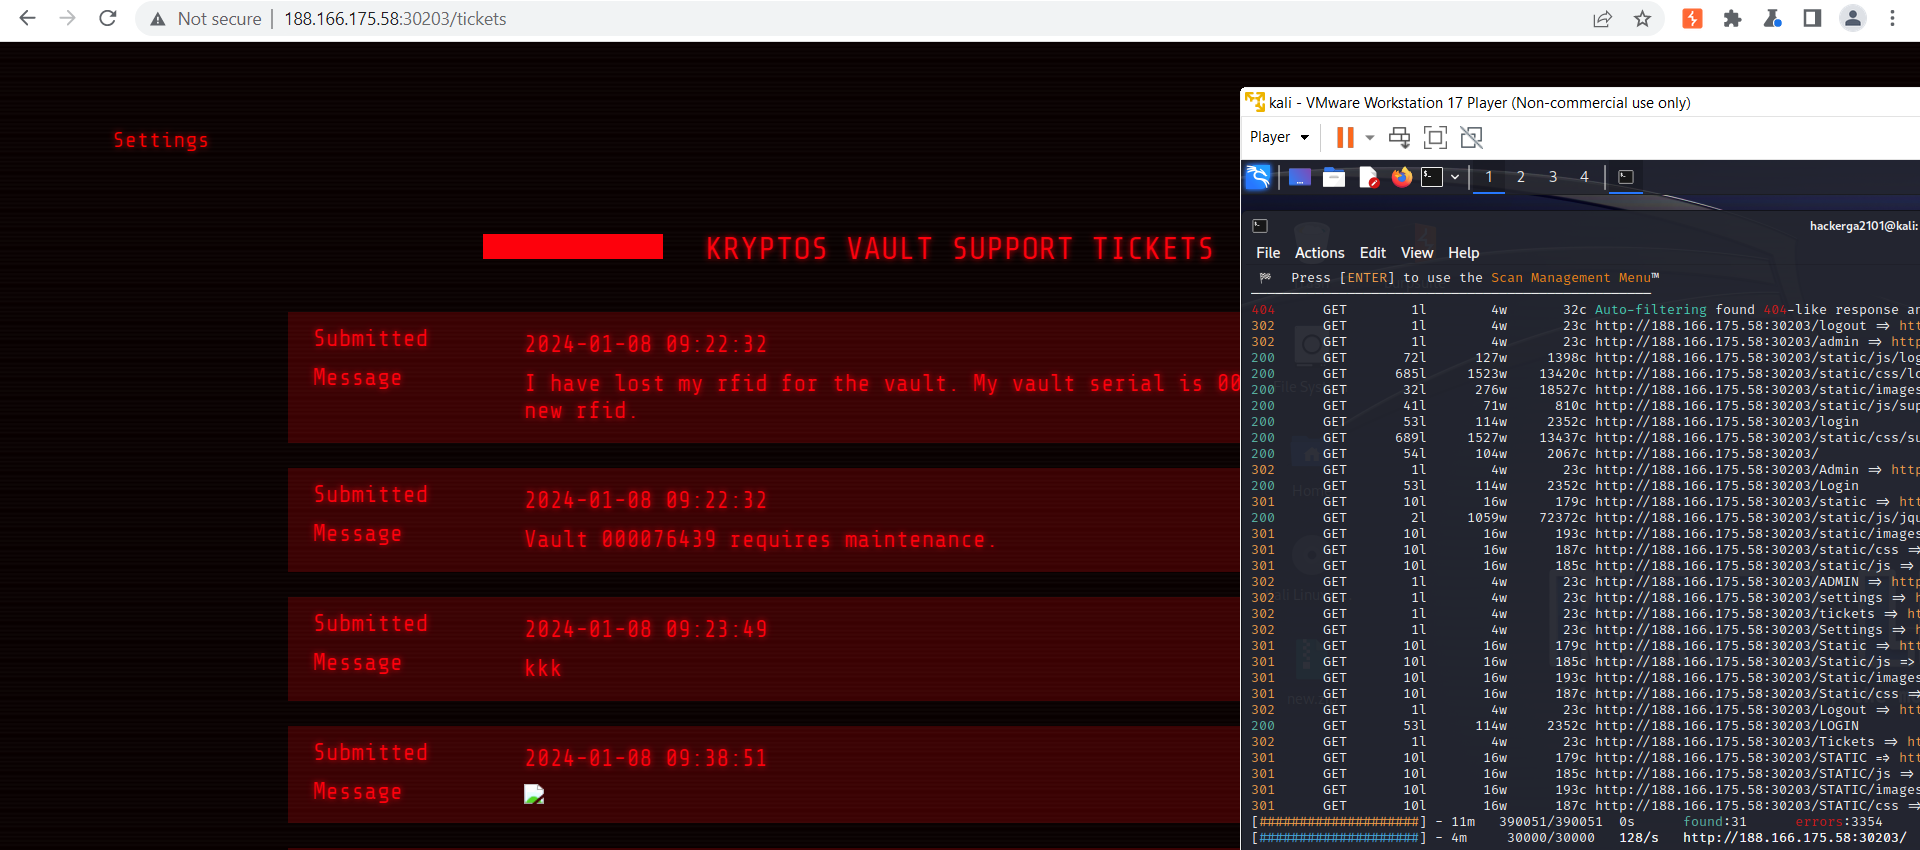 Not secure | 188.166.175.58:30203/tickets
Settings
KRYPTOS VAULT SUPPORT TICKETS
Submitted 2024-01-08 09:22:32
Message I have lost my rfid for the vault. My vault serial is 00
new rfid.
Submitted 2024-01-08 09:22:32
Message Vault 000076439 requires maintenance.
Submitted 2024-01-08 09:23:49
Message kkk
Submitted 2024-01-08 09:38:51
Message
kali - VMware Workstation 17 Player (Non-commercial use only)
Player
1 2 3 4
hackerga2101@kali:
File Actions Edit View Help
Press [ENTER] to use the Scan Management Menu™
404 GET 1l 4w 32c Auto-filtering found 404-like response an
302 GET 1l 4w 23c http://188.166.175.58:30203/logout => ht
302 GET 1l 4w 23c http://188.166.175.58:30203/admin => http
200 GET 72l 127w 1398c http://188.166.175.58:30203/static/js/log
200 GET 685l 1523w 13420c http://188.166.175.58:30203/static/css/lo
200 GET 32l 276w 18527c http://188.166.175.58:30203/static/images
200 GET 41l 71w 810c http://188.166.175.58:30203/static/js/sup
200 GET 53l 114w 2352c http://188.166.175.58:30203/login
200 GET 689l 1527w 13437c http://188.166.175.58:30203/static/css/su
200 GET 54l 104w 2067c http://188.166.175.58:30203/
302 GET 1l 4w 23c http://188.166.175.58:30203/Admin => http
200 GET 53l 114w 2352c http://188.166.175.58:30203/Login
301 GET 10l 16w 179c http://188.166.175.58:30203/static => ht
200 GET 2l 1059w 72372c http://188.166.175.58:30203/static/js/jqu
301 GET 10l 16w 193c http://188.166.175.58:30203/static/images
301 GET 10l 16w 187c http://188.166.175.58:30203/static/css =>
301 GET 10l 16w 185c http://188.166.175.58:30203/static/js =>
302 GET 1l 4w 23c http://188.166.175.58:30203/ADMIN => http
302 GET 1l 4w 23c http://188.166.175.58:30203/settings => h
302 GET 1l 4w 23c http://188.166.175.58:30203/tickets => ht
302 GET 1l 4w 23c http://188.166.175.58:30203/Settings => h
301 GET 10l 16w 179c http://188.166.175.58:30203/Static => ht
301 GET 10l 16w 185c http://188.166.175.58:30203/Static/js =>
301 GET 10l 16w 193c http://188.166.175.58:30203/Static/images
301 GET 10l 16w 187c http://188.166.175.58:30203/Static/css =>
302 GET 1l 4w 23c http://188.166.175.58:30203/Logout => ht
200 GET 53l 114w 2352c http://188.166.175.58:30203/LOGIN
302 GET 1l 4w 23c http://188.166.175.58:30203/Tickets => ht
301 GET 10l 16w 179c http://188.166.175.58:30203/STATIC => ht
301 GET 10l 16w 185c http://188.166.175.58:30203/STATIC/js =>
301 GET 10l 16w 193c http://188.166.175.58:30203/STATIC/images
301 GET 10l 16w 187c http://188.166.175.58:30203/STATIC/css =>
[####################] - 11m 390051/390051 0s found:31 errors:3354
[####################] - 4m 30000/30000 128/s http://188.166.175.58:30203/